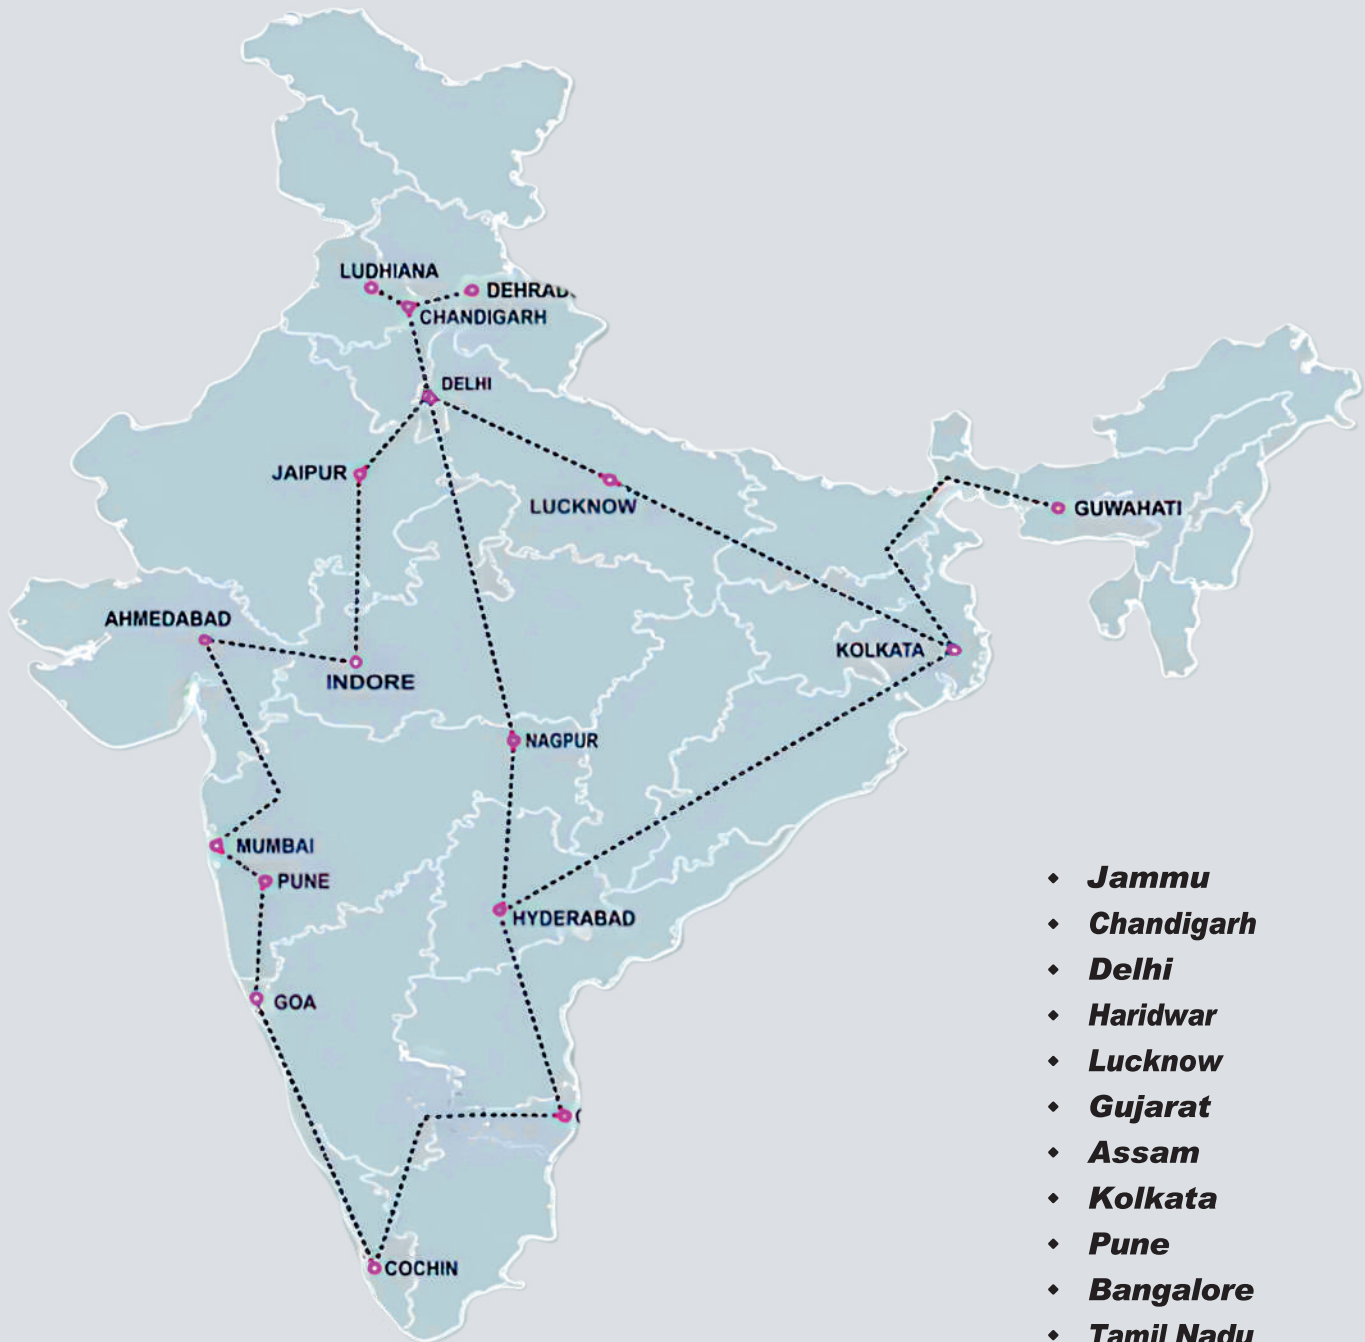 LUDHIANA
DEHRAD
CHANDIGARH
DELHI
JAIPUR
LUCKNOW
GUWAHATI
AHMEDABAD
KOLKATA
INDORE
NAGPUR
MUMBAI
PUNE
HYDERABAD
GOA
COCHIN
Jammu
Chandigarh
Delhi
Haridwar
Lucknow
Gujarat
Assam
Kolkata
Pune
Bangalore
Tamil Nadu